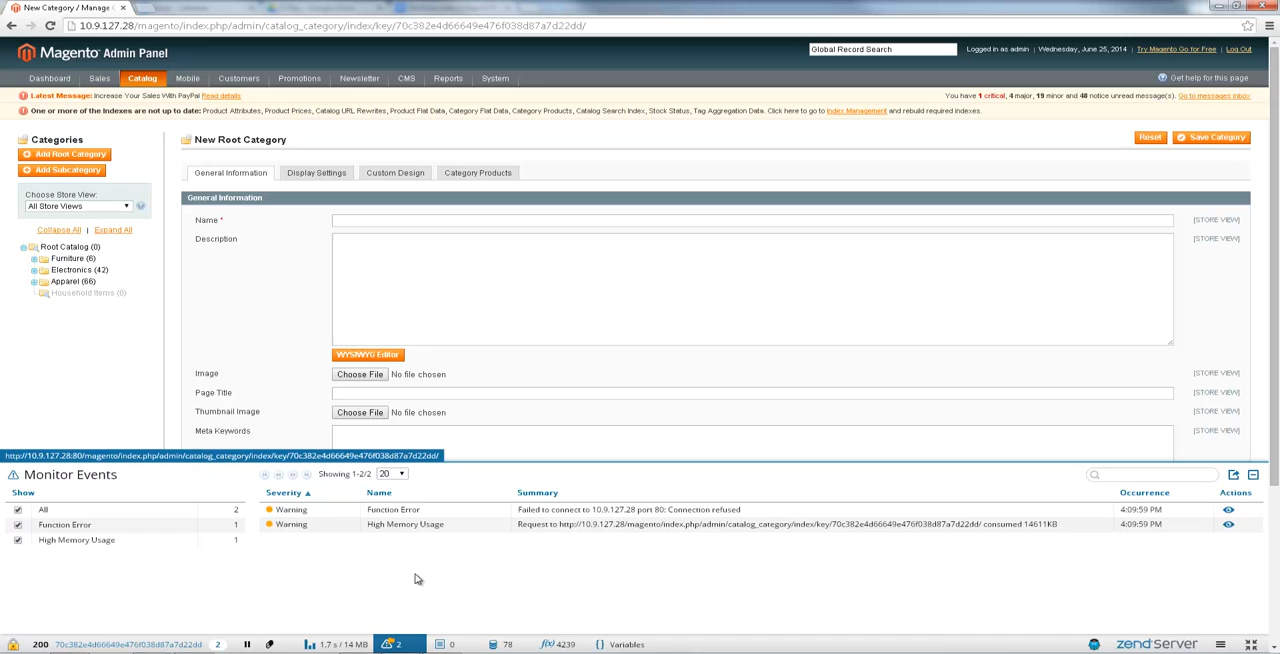 New Category / Manage C
10.9.127.28/magento/index.php/admin/catalog_category/index/key/70c382e4d66649e476f038d87a7d22dd/
Magento Admin Panel
Global Record Search
Logged in as admin
Wednesday, June 25, 2014
Try Magento Go for Free
Log Out
Dashboard Sales Catalog Mobile Customers Promotions Newsletter CMS Reports System
Get help for this page
Latest Message: Increase Your Sales With PayPal Read details
You have 1 critical, 4 major, 19 minor and 48 notice unread message(s). Go to messages inbox
One or more of the Indexes are not up to date: Product Attributes, Product Prices, Catalog URL Rewrites, Product Flat Data, Category Flat Data, Category Products, Catalog Search Index, Stock Status, Tag Aggregation Data. Click here to go to Index Management and rebuild required indexes.
Categories
Add Root Category
Add Subcategory
Choose Store View:
All Store Views
Collapse All Expand All
Root Catalog (0)
Furniture (6)
Electronics (42)
Apparel (66)
Household Items (0)
New Root Category
Reset Save Category
General Information Display Settings Custom Design Category Products
General Information
Name * [STORE VIEW]
Description [STORE VIEW]
WYSIWYG Editor
Image Choose File No file chosen [STORE VIEW]
Page Title [STORE VIEW]
Thumbnail Image Choose File No file chosen [STORE VIEW]
Meta Keywords [STORE VIEW]
http://10.9.127.28:80/magento/index.php/admin/catalog_category/index/key/70c382e4d66649e476f038d87a7d22dd/
Monitor Events Showing 1-2/2 20
Show Severity Name Summary Occurrence Actions
All 2 Warning Function Error Failed to connect to 10.9.127.28 port 80: Connection refused 4:09:59 PM
Function Error 1 Warning High Memory Usage Request to http://10.9.127.28/magento/index.php/admin/catalog_category/index/key/70c382e4d66649e476f038d87a7d22dd/ consumed 14611KB 4:09:59 PM
High Memory Usage 1
200 70c382e4d66649e476f038d87a7d22dd 2 1.7 s / 14 MB 2 0 78 f(x) 4239 {} Variables zendServer